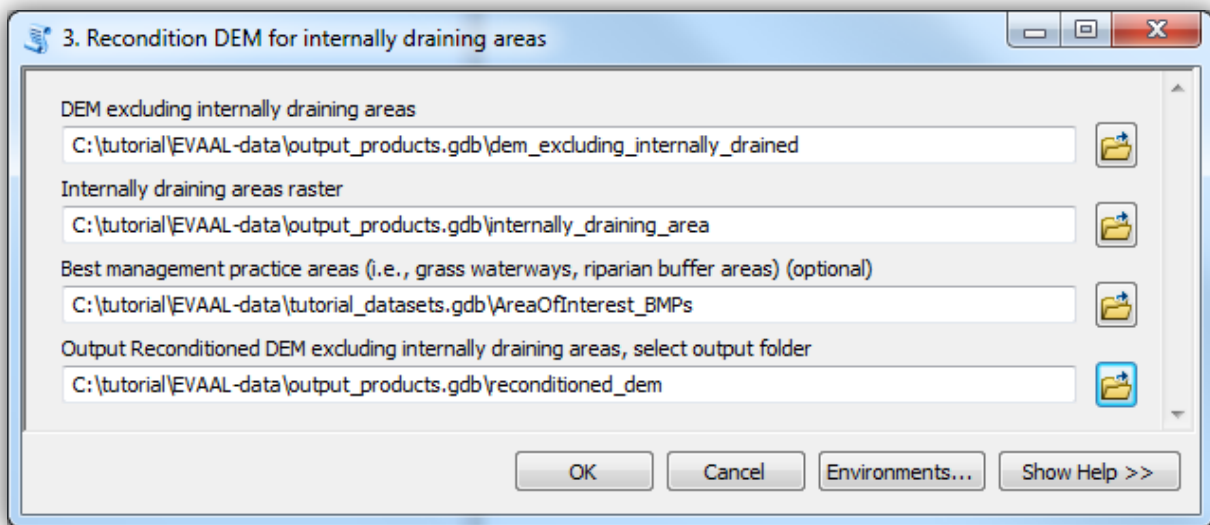 3. Recondition DEM for internally draining areas
DEM excluding internally draining areas
C:\tutorial\EVAAL-data\output_products.gdb\dem_excluding_internally_drained
Internally draining areas raster
C:\tutorial\EVAAL-data\output_products.gdb\internally_draining_area
Best management practice areas (i.e., grass waterways, riparian buffer areas) (optional)
C:\tutorial\EVAAL-data\tutorial_datasets.gdb\AreaOfInterest_BMPs
Output Reconditioned DEM excluding internally draining areas, select output folder
C:\tutorial\EVAAL-data\output_products.gdb\reconditioned_dem
OK Cancel Environments... Show Help >>